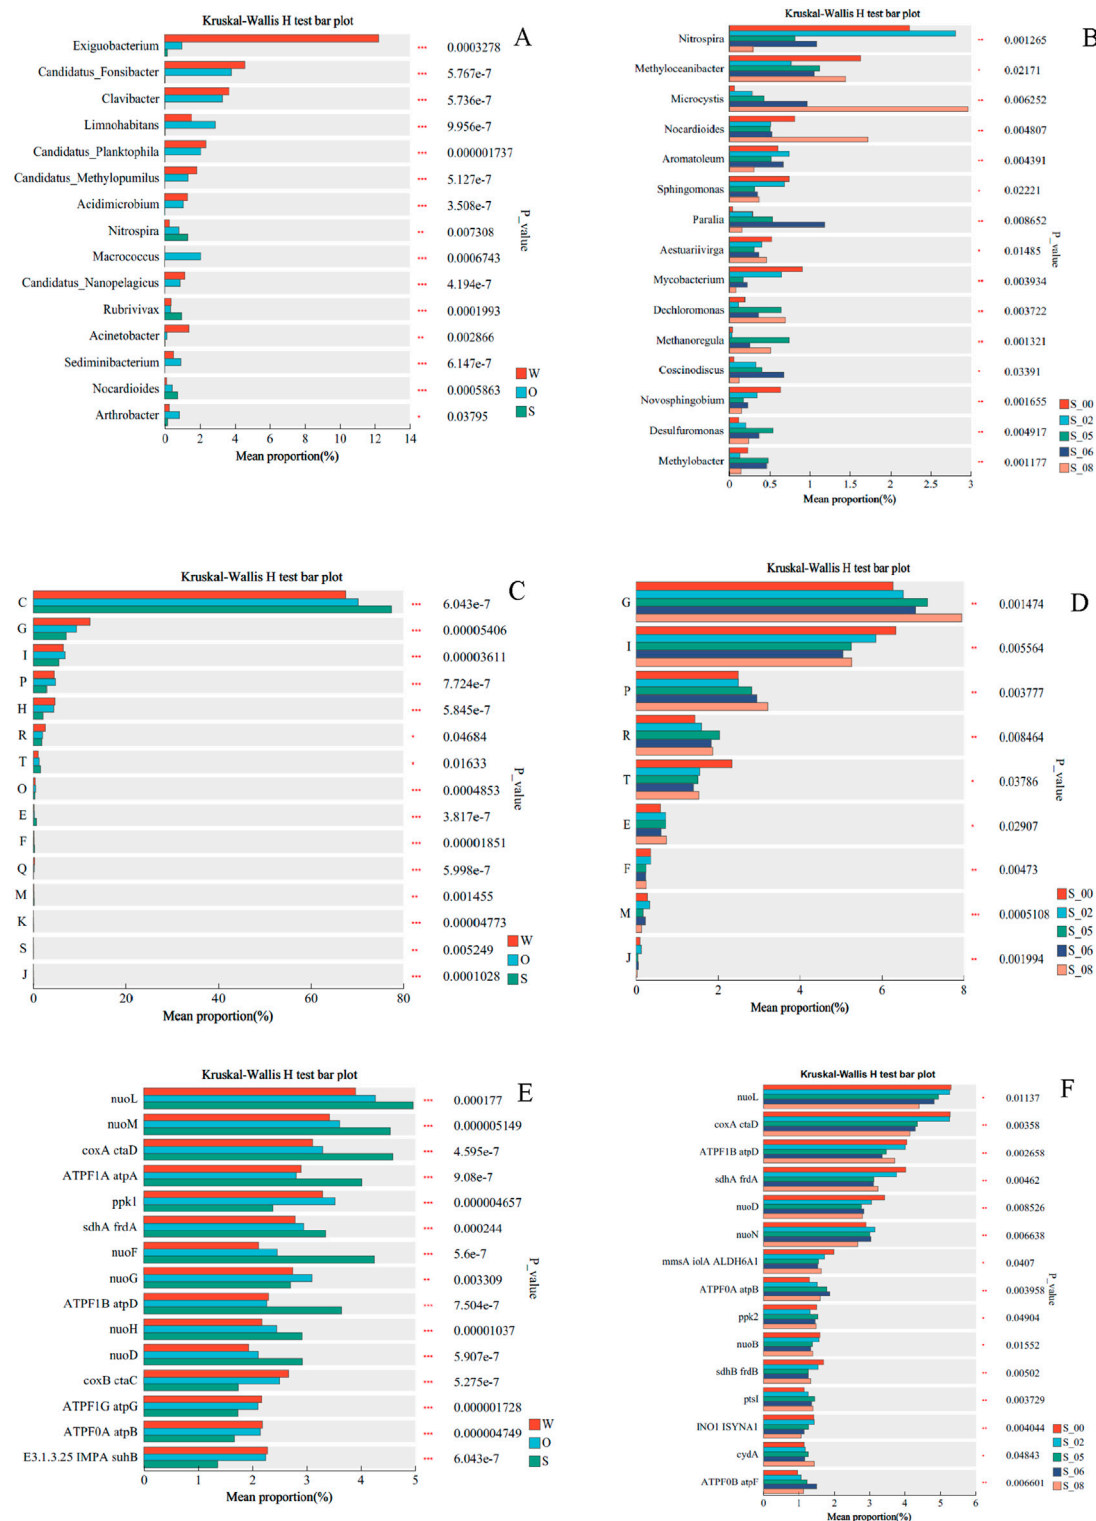 Kruskal-Wallis H test bar plot
A
Exiguobacterium *** 0.0003278
Candidatus_Fonsibacter *** 5.767e-7
Clavibacter *** 5.736e-7
Limnohabitans *** 9.956e-7
Candidatus_Planktophila *** 0.000001737
Candidatus_Methylopumilus *** 5.127e-7
Acidimicrobium *** 3.508e-7
Nitrospira ** 0.007308
Macrococcus *** 0.0006743
Candidatus_Nanopelagicus *** 4.194e-7
Rubrivivax *** 0.0001993
Acinetobacter ** 0.002866
Sediminibacterium *** 6.147e-7
Nocardioides *** 0.0005863
Arthrobacter * 0.03795
P_value
W
O
S
0 2 4 6 8 10 12 14
Mean proportion(%)
Kruskal-Wallis H test bar plot
B
Nitrospira ** 0.001265
Methyloceanibacter * 0.02171
Microcystis ** 0.006252
Nocardioides ** 0.004807
Aromatoleum ** 0.004391
Sphingomonas * 0.02221
Paralia ** 0.008652
Aestuariivirga * 0.01485
Mycobacterium ** 0.003934
Dechloromonas ** 0.003722
Methanoregula ** 0.001321
Coscinodiscus * 0.03391
Novosphingobium ** 0.001655
Desulfuromonas ** 0.004917
Methylobacter ** 0.001177
P_value
S_00
S_02
S_05
S_06
S_08
0 0.5 1 1.5 2 2.5 3
Mean proportion(%)
Kruskal-Wallis H test bar plot
C
C *** 6.043e-7
G *** 0.00005406
I *** 0.00003611
P *** 7.724e-7
H *** 5.845e-7
R * 0.04684
T * 0.01633
O *** 0.0004853
E *** 3.817e-7
F *** 0.00001851
Q *** 5.998e-7
M ** 0.001455
K *** 0.00004773
S ** 0.005249
J *** 0.0001028
P_value
W
O
S
0 20 40 60 80
Mean proportion(%)
Kruskal-Wallis H test bar plot
D
G ** 0.001474
I ** 0.005564
P ** 0.003777
R ** 0.008464
T * 0.03786
E * 0.02907
F ** 0.00473
M *** 0.0005108
J ** 0.001994
P_value
S_00
S_02
S_05
S_06
S_08
0 2 4 6 8
Mean proportion(%)
Kruskal-Wallis H test bar plot
E
nuoL *** 0.000177
nuoM *** 0.000005149
coxA ctaD *** 4.595e-7
ATPF1A atpA *** 9.08e-7
ppk1 *** 0.000004657
sdhA frdA *** 0.000244
nuoF *** 5.6e-7
nuoG ** 0.003309
ATPF1B atpD *** 7.504e-7
nuoH *** 0.00001037
nuoD *** 5.907e-7
coxB ctaC *** 5.275e-7
ATPF1G atpG *** 0.000001728
ATPF0A atpB *** 0.000004749
E3.1.3.25 IMPA suhB *** 6.043e-7
P_value
W
O
S
0 1 2 3 4 5
Mean proportion(%)
Kruskal-Wallis H test bar plot
F
nuoL * 0.01137
coxA ctaD ** 0.00358
ATPF1B atpD ** 0.002658
sdhA frdA ** 0.00462
nuoD ** 0.008526
nuoN ** 0.006638
mmsA iolA ALDH6A1 * 0.0407
ATPF0A atpB ** 0.003958
ppk2 * 0.04904
nuoB * 0.01552
sdhB frdB ** 0.00502
ptsI ** 0.003729
INO1 ISYNA1 ** 0.004044
cydA * 0.04843
ATPF0B atpF ** 0.006601
P_value
S_00
S_02
S_05
S_06
S_08
0 1 2 3 4 5 6
Mean proportion(%)